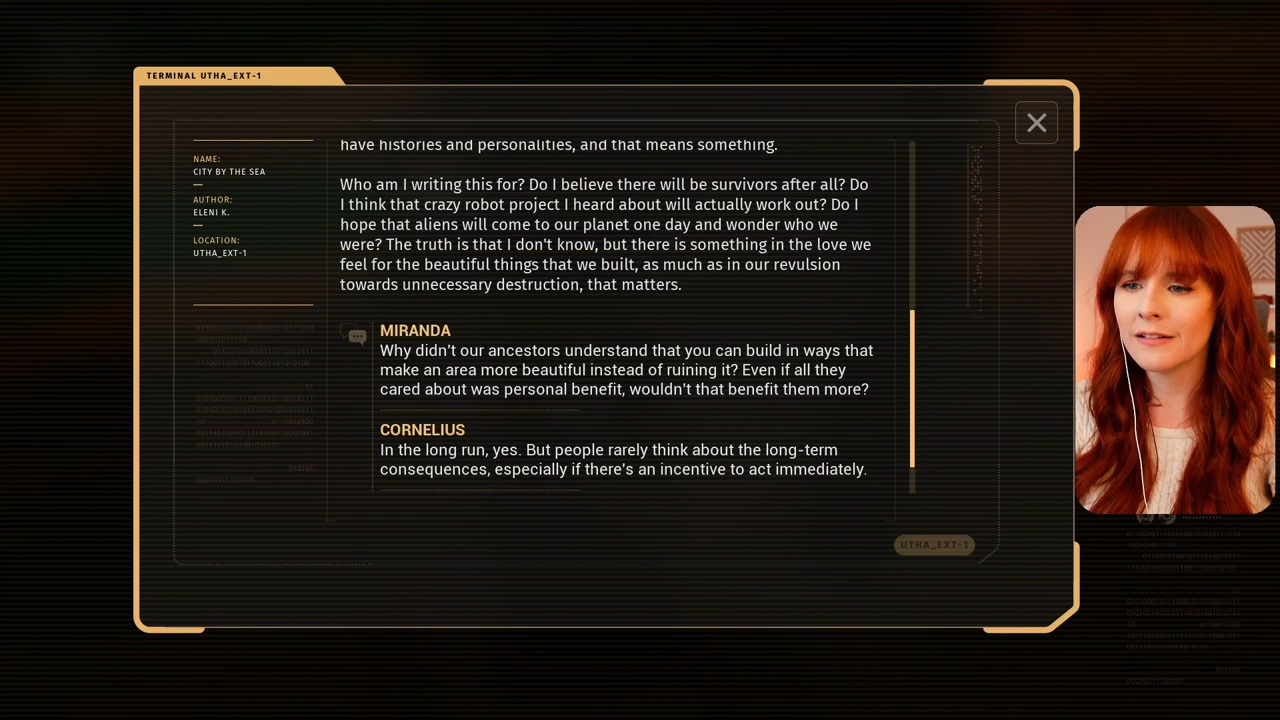 TERMINAL UTHA_EXT-1
NAME:
CITY BY THE SEA
AUTHOR:
ELENI K.
LOCATION:
UTHA_EXT-1
have histories and personalities, and that means something.
Who am I writing this for? Do I believe there will be survivors after all? Do
I think that crazy robot project I heard about will actually work out? Do I
hope that aliens will come to our planet one day and wonder who we
were? The truth is that I don't know, but there is something in the love we
feel for the beautiful things that we built, as much as in our revulsion
towards unnecessary destruction, that matters.
MIRANDA
Why didn't our ancestors understand that you can build in ways that
make an area more beautiful instead of ruining it? Even if all they
cared about was personal benefit, wouldn't that benefit them more?
CORNELIUS
In the long run, yes. But people rarely think about the long-term
consequences, especially if there's an incentive to act immediately.
UTHA_EXT-1